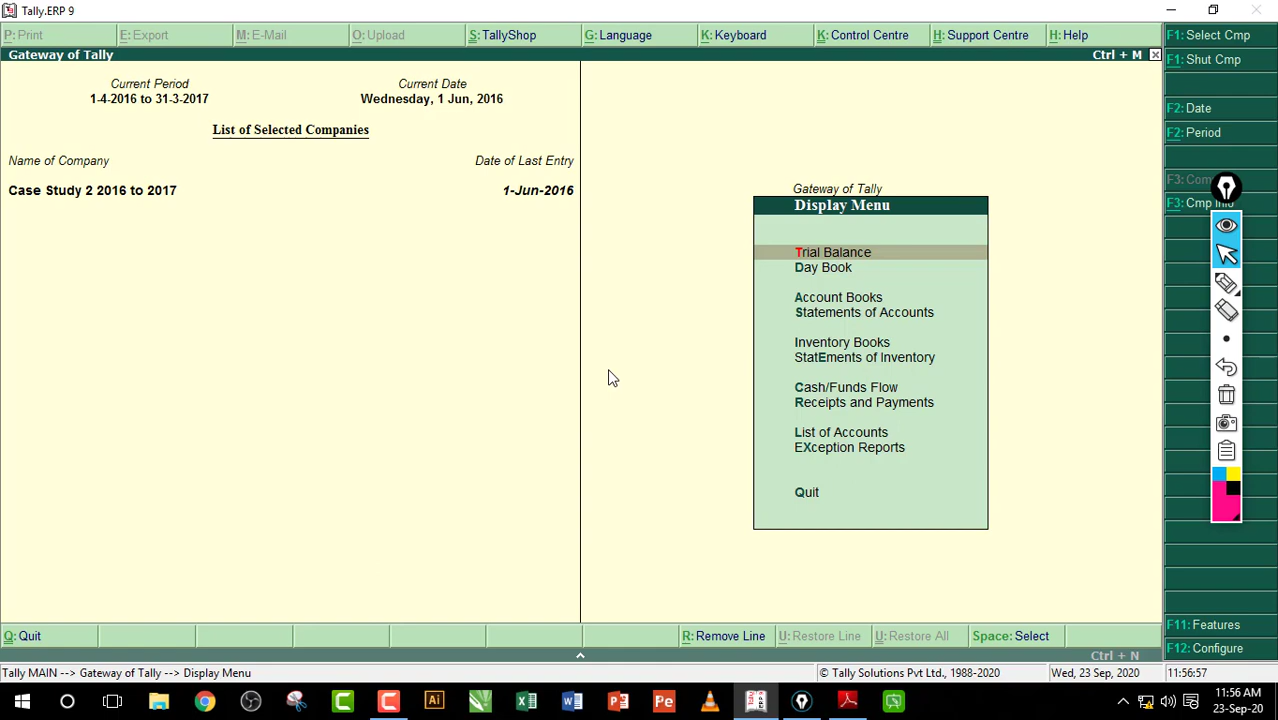 Tally.ERP 9
P: Print
E: Export
M: E-Mail
O: Upload
S: TallyShop
G: Language
K: Keyboard
K: Control Centre
H: Support Centre
H: Help
F1: Select Cmp
Gateway of Tally
Ctrl + M
F1: Shut Cmp
Current Period
1-4-2016 to 31-3-2017
Current Date
Wednesday, 1 Jun, 2016
F2: Date
F2: Period
List of Selected Companies
Name of Company
Date of Last Entry
Case Study 2 2016 to 2017
1-Jun-2016
F3: Cmp Info
Gateway of Tally
Display Menu
Trial Balance
Day Book
Account Books
Statements of Accounts
Inventory Books
StatEments of Inventory
Cash/Funds Flow
Receipts and Payments
List of Accounts
EXception Reports
Quit
F11: Features
F12: Configure
Q: Quit
R: Remove Line
U: Restore Line
U: Restore All
Space: Select
Ctrl + N
Tally MAIN --> Gateway of Tally --> Display Menu
© Tally Solutions Pvt Ltd., 1988-2020
Wed, 23 Sep, 2020
11:56:57
Ai
Pe
11:56 AM
23-Sep-20